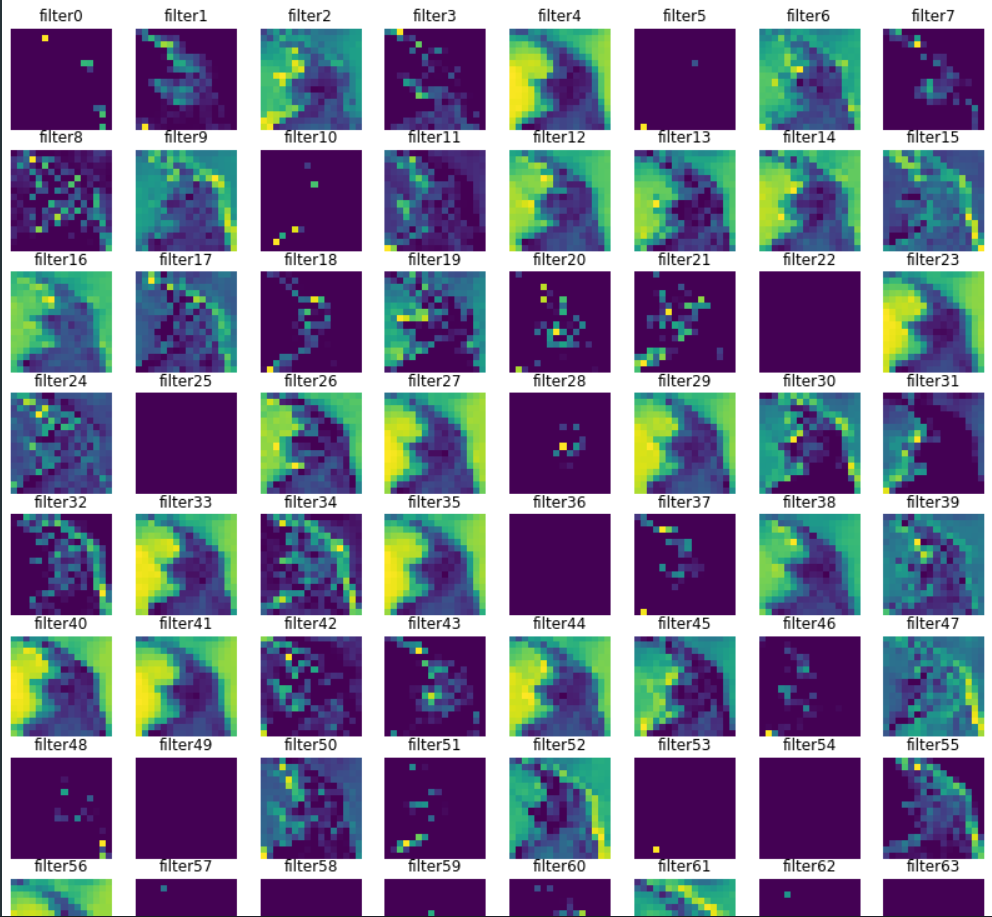 filter0 filter1 filter2 filter3 filter4 filter5 filter6 filter7
filter8 filter9 filter10 filter11 filter12 filter13 filter14 filter15
filter16 filter17 filter18 filter19 filter20 filter21 filter22 filter23
filter24 filter25 filter26 filter27 filter28 filter29 filter30 filter31
filter32 filter33 filter34 filter35 filter36 filter37 filter38 filter39
filter40 filter41 filter42 filter43 filter44 filter45 filter46 filter47
filter48 filter49 filter50 filter51 filter52 filter53 filter54 filter55
filter56 filter57 filter58 filter59 filter60 filter61 filter62 filter63